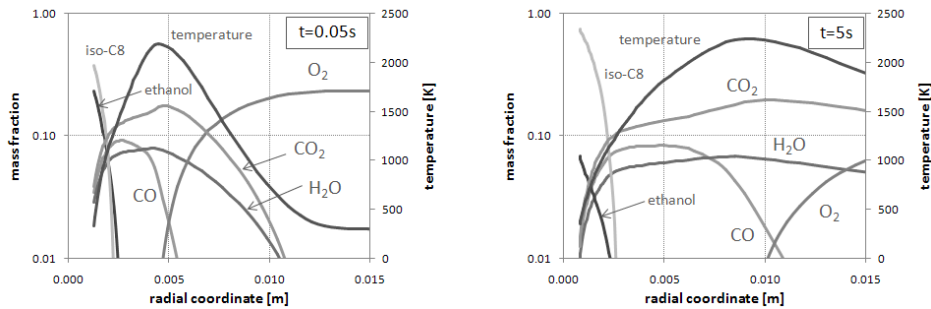 1.00
2500
temperature
t=0.05s
iso-C8
2000
O2
ethanol
mass fraction
1500
temperature [K]
0.10
CO2
1000
CO
H2O
500
0.01
0
0.000
0.005
0.010
0.015
radial coordinate [m]
1.00
2500
temperature
t=5s
iso-C8
2000
CO2
mass fraction
1500
temperature [K]
0.10
H2O
1000
ethanol
O2
CO
500
0.01
0
0.000
0.005
0.010
0.015
radial coordinate [m]